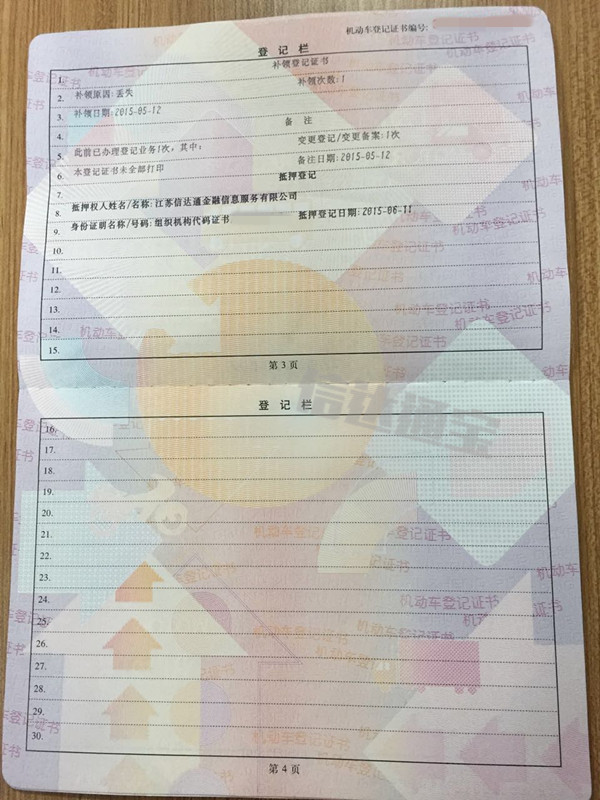 机动车登记证书编号:
登记栏
1. 补领登记证书
2. 补领原因:丢失 补领次数:1
3. 补领日期:2015-05-12
4. 备 注
5. 此前已办理登记业务1次,其中: 变更登记/变更备案:1次
6. 本登记证书未全部打印 备注日期:2015-05-12
7. 抵押登记
8. 抵押权人姓名/名称:江苏信达通金融信息服务有限公司
9. 身份证明名称/号码:组织机构代码证书 抵押登记日期:2015-06-11
10.
11.
12.
13.
14.
15.
第 3 页
登记栏
信达通宝
16.
17.
18.
19.
20.
21.
22.
23.
24.
25.
26.
27.
28.
29.
30.
第 4 页